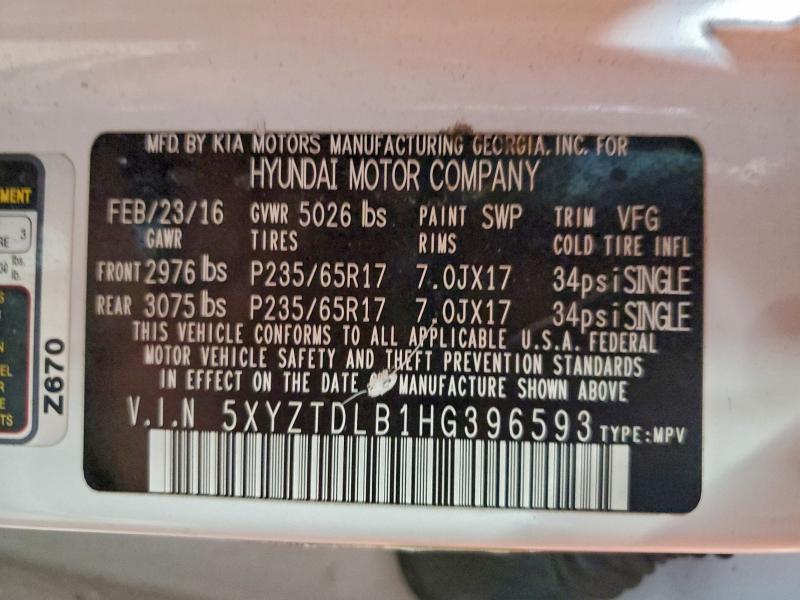 MFD. BY KIA MOTORS MANUFACTURING GEORGIA, INC. FOR
HYUNDAI MOTOR COMPANY
FEB/23/16 GVWR 5026 lbs PAINT SWP TRIM VFG
GAWR TIRES RIMS COLD TIRE INFL
FRONT 2976 lbs P235/65R17 7.0JX17 34psi SINGLE
REAR 3075 lbs P235/65R17 7.0JX17 34psi SINGLE
THIS VEHICLE CONFORMS TO ALL APPLICABLE U.S.A. FEDERAL
MOTOR VEHICLE SAFETY AND THEFT PREVENTION STANDARDS
IN EFFECT ON THE DATE MANUFACTURE SHOWN ABOVE
V.I.N 5XYZTDLB1HG396593 TYPE:MPV
Z670
3
lb.